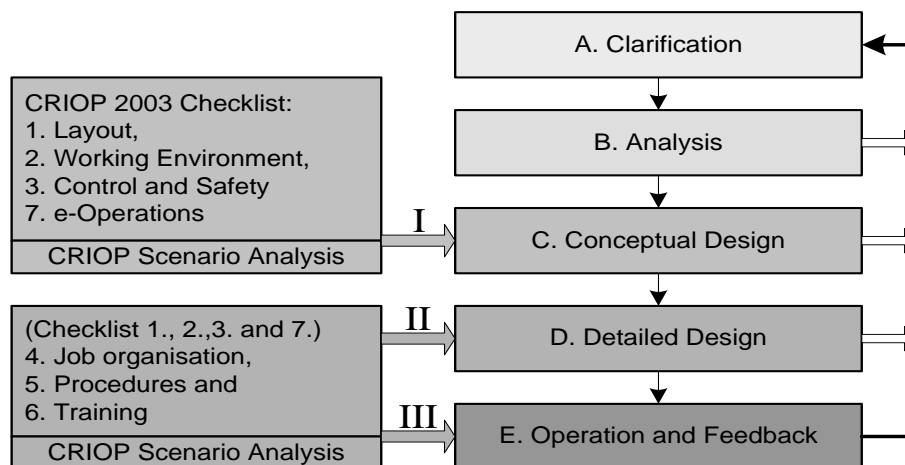 A. Clarification
CRIOP 2003 Checklist:
1. Layout,
2. Working Environment,
3. Control and Safety
7. e-Operations
CRIOP Scenario Analysis
B. Analysis
I
C. Conceptual Design
(Checklist 1., 2.,3. and 7.)
4. Job organisation,
5. Procedures and
6. Training
CRIOP Scenario Analysis
II
D. Detailed Design
III
E. Operation and Feedback